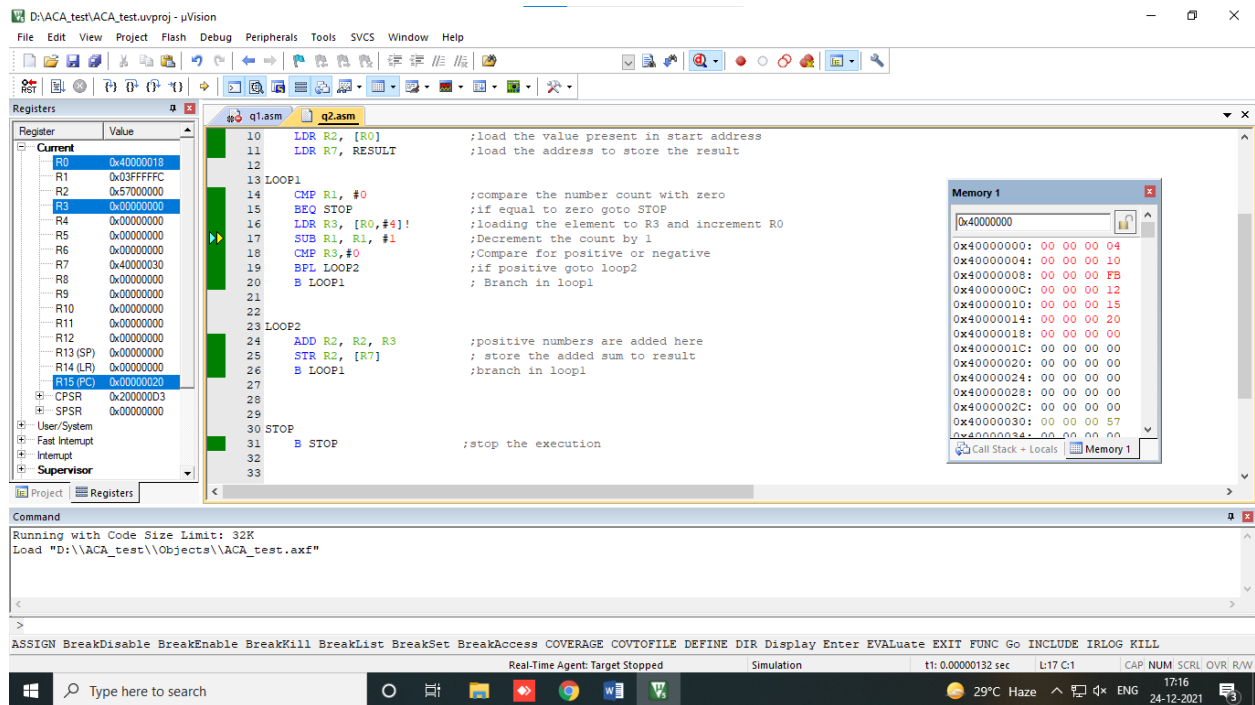 D:\ACA_test\ACA_test.uvproj - µVision
File Edit View Project Flash Debug Peripherals Tools SVCS Window Help
RST
Registers
Register Value
Current
R0 0x40000018
R1 0x03FFFFFC
R2 0x57000000
R3 0x00000000
R4 0x00000000
R5 0x00000000
R6 0x00000000
R7 0x40000030
R8 0x00000000
R9 0x00000000
R10 0x00000000
R11 0x00000000
R12 0x00000000
R13 (SP) 0x00000000
R14 (LR) 0x00000000
R15 (PC) 0x00000020
CPSR 0x200000D3
SPSR 0x00000000
User/System
Fast Interrupt
Interrupt
Supervisor
Project Registers
q1.asm q2.asm
10 LDR R2, [R0] ;load the value present in start address
11 LDR R7, RESULT ;load the address to store the result
12
13 LOOP1
14 CMP R1, #0 ;compare the number count with zero
15 BEQ STOP ;if equal to zero goto STOP
16 LDR R3, [R0,#4]! ;loading the element to R3 and increment R0
17 SUB R1, R1, #1 ;Decrement the count by 1
18 CMP R3,#0 ;Compare for positive or negative
19 BPL LOOP2 ;if positive goto loop2
20 B LOOP1 ; Branch in loop1
21
22
23 LOOP2
24 ADD R2, R2, R3 ;positive numbers are added here
25 STR R2, [R7] ; store the added sum to result
26 B LOOP1 ;branch in loop1
27
28
29
30 STOP
31 B STOP ;stop the execution
32
33
Memory 1
0x40000000
0x40000000: 00 00 00 04
0x40000004: 00 00 00 10
0x40000008: 00 00 00 FB
0x4000000C: 00 00 00 12
0x40000010: 00 00 00 15
0x40000014: 00 00 00 20
0x40000018: 00 00 00 00
0x4000001C: 00 00 00 00
0x40000020: 00 00 00 00
0x40000024: 00 00 00 00
0x40000028: 00 00 00 00
0x4000002C: 00 00 00 00
0x40000030: 00 00 00 57
0x40000034: 00 00 00 00
Call Stack + Locals Memory 1
Command
Running with Code Size Limit: 32K
Load "D:\\ACA_test\\Objects\\ACA_test.axf"
>
ASSIGN BreakDisable BreakEnable BreakKill BreakList BreakSet BreakAccess COVERAGE COVTOFILE DEFINE DIR Display Enter EVALuate EXIT FUNC Go INCLUDE IRLOG KILL
Real-Time Agent: Target Stopped Simulation t1: 0.00000132 sec L:17 C:1 CAP NUM SCRL OVR R/W
Type here to search
29°C Haze ENG
17:16
24-12-2021
3